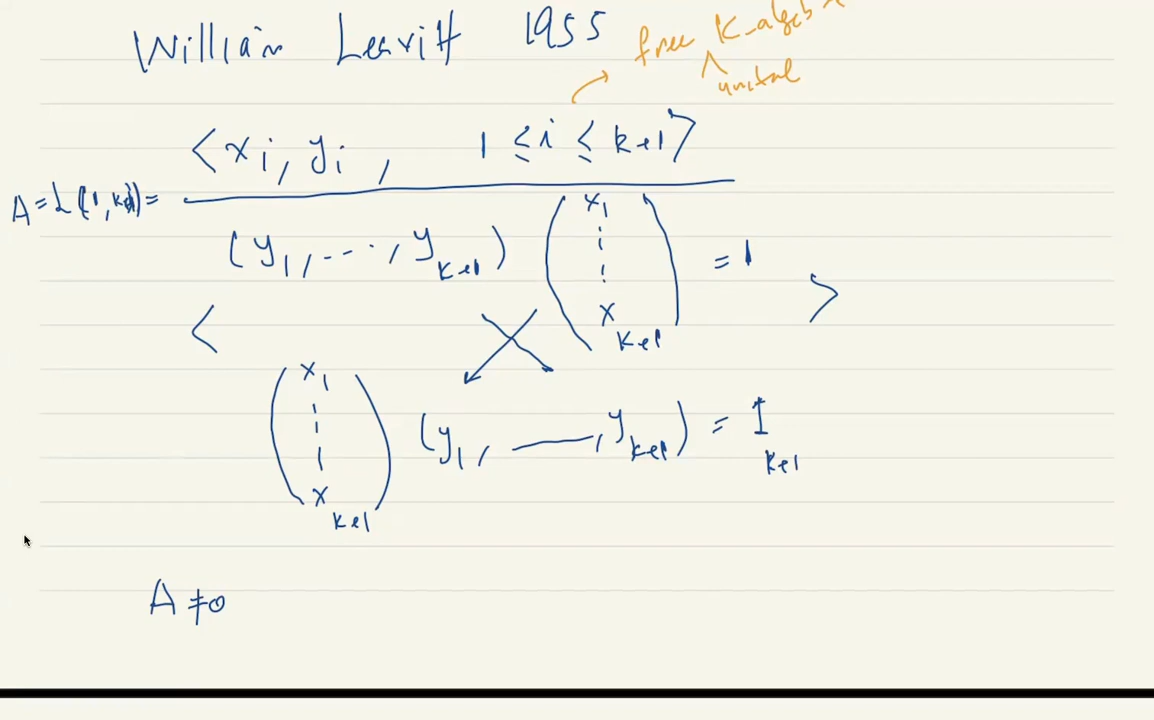 William Leavitt 1955
free K-algeb
unital
< x_i, y_i, 1 ≤ i ≤ k+1 >
A = L(1, k+1) =
(y_1, ..., y_{k+1}) (x_1 ⋮ x_{k+1}) = 1
< >
(x_1 ⋮ x_{k+1}) (y_1, —, y_{k+1}) = I_{k+1}
A ≠ 0